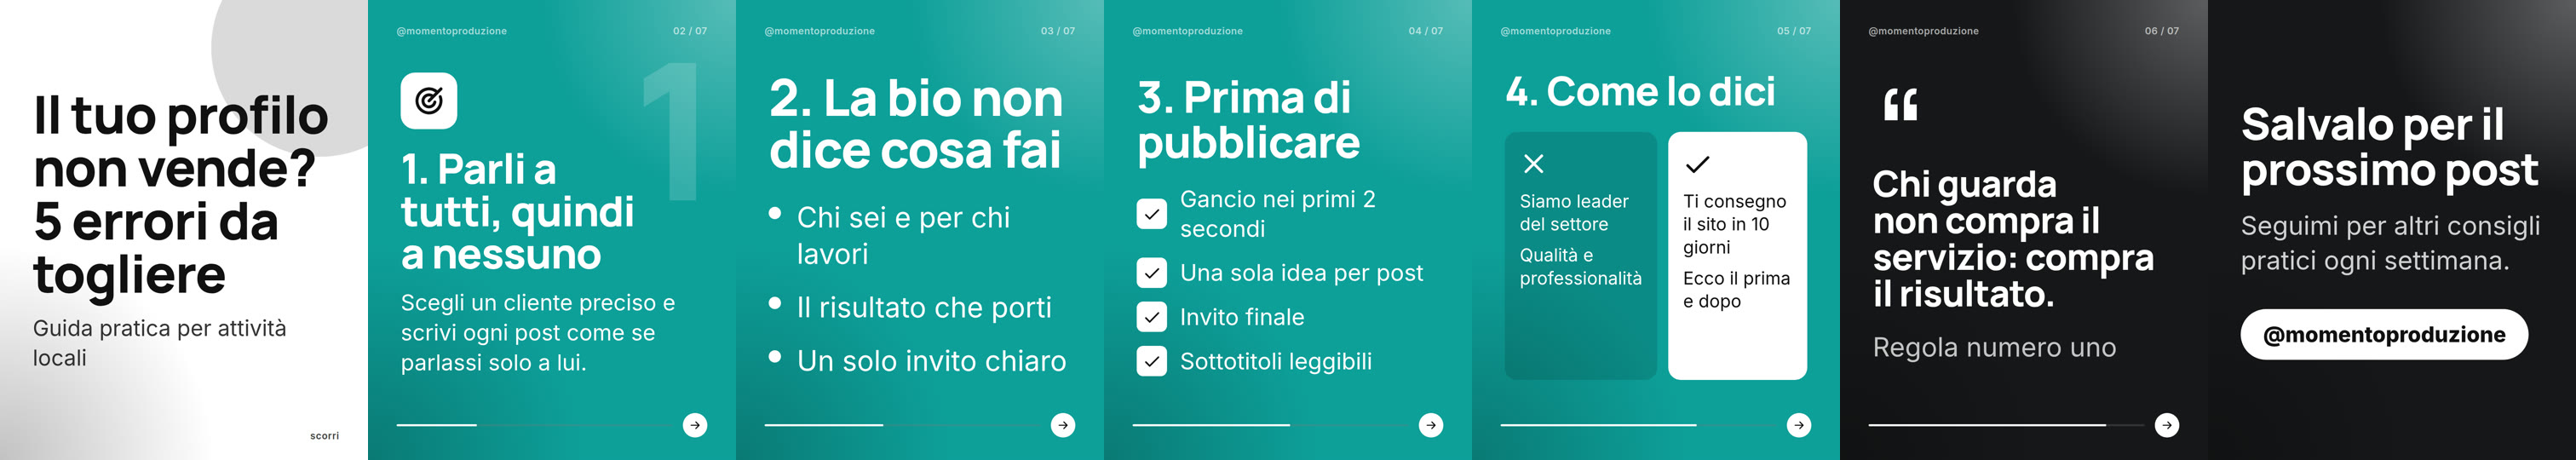 Il tuo profilo
non vende?
5 errori da
togliere
Guida pratica per attività
locali
scorri
@momentoproduzione
02 / 07
1
1. Parli a
tutti, quindi
a nessuno
Scegli un cliente preciso e
scrivi ogni post come se
parlassi solo a lui.
@momentoproduzione
03 / 07
2. La bio non
dice cosa fai
Chi sei e per chi
lavori
Il risultato che porti
Un solo invito chiaro
@momentoproduzione
04 / 07
3. Prima di
pubblicare
Gancio nei primi 2
secondi
Una sola idea per post
Invito finale
Sottotitoli leggibili
@momentoproduzione
05 / 07
4. Come lo dici
Siamo leader
del settore
Qualità e
professionalità
Ti consegno
il sito in 10
giorni
Ecco il prima
e dopo
@momentoproduzione
06 / 07
“
Chi guarda
non compra il
servizio: compra
il risultato.
Regola numero uno
Salvalo per il
prossimo post
Seguimi per altri consigli
pratici ogni settimana.
@momentoproduzione